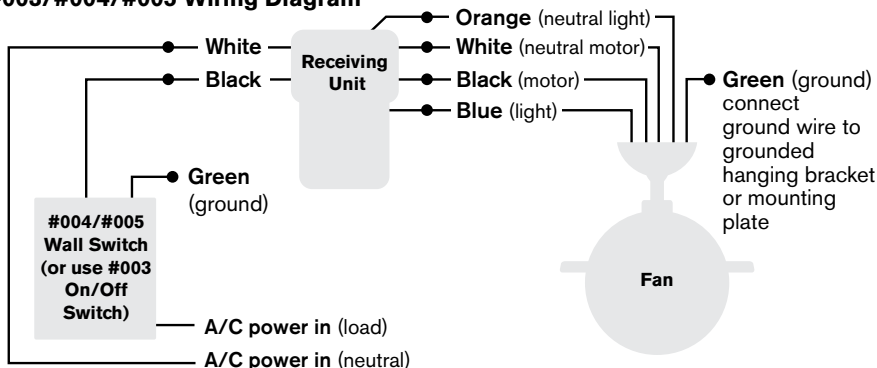 #003/#004/#005 Wiring Diagram
Orange (neutral light)
White
White (neutral motor)
Receiving
Unit
Black
Black (motor)
Blue (light)
Green (ground)
connect
ground wire to
grounded
hanging bracket
or mounting
plate
Green
(ground)
#004/#005
Wall Switch
(or use #003
On/Off
Switch)
Fan
A/C power in (load)
A/C power in (neutral)